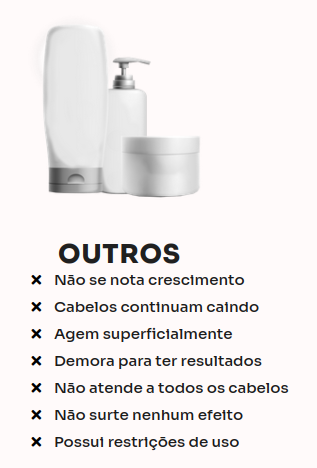 OUTROS
× Não se nota crescimento
× Cabelos continuam caindo
× Agem superficialmente
× Demora para ter resultados
× Não atende a todos os cabelos
× Não surte nenhum efeito
× Possui restrições de uso